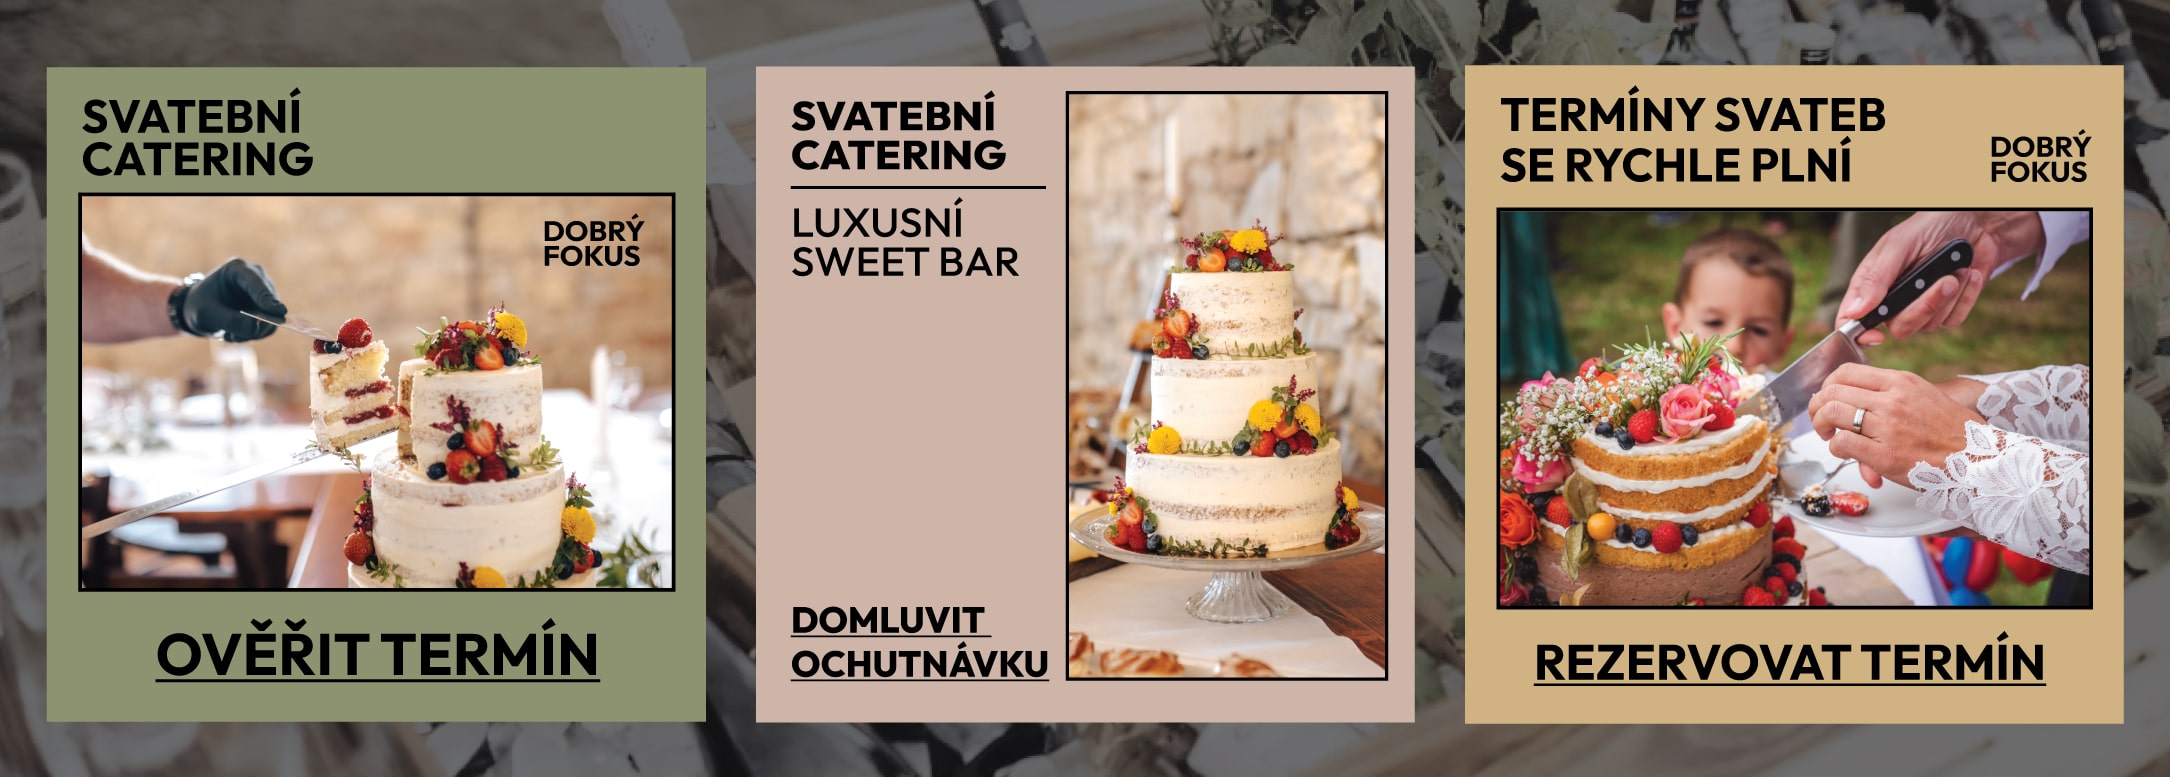 SVATEBNÍ
CATERING
DOBRÝ
FOKUS
OVĚŘIT TERMÍN
SVATEBNÍ
CATERING
LUXUSNÍ
SWEET BAR
DOMLUVIT
OCHUTNÁVKU
TERMÍNY SVATEB
SE RYCHLE PLNÍ
DOBRÝ
FOKUS
REZERVOVAT TERMÍN